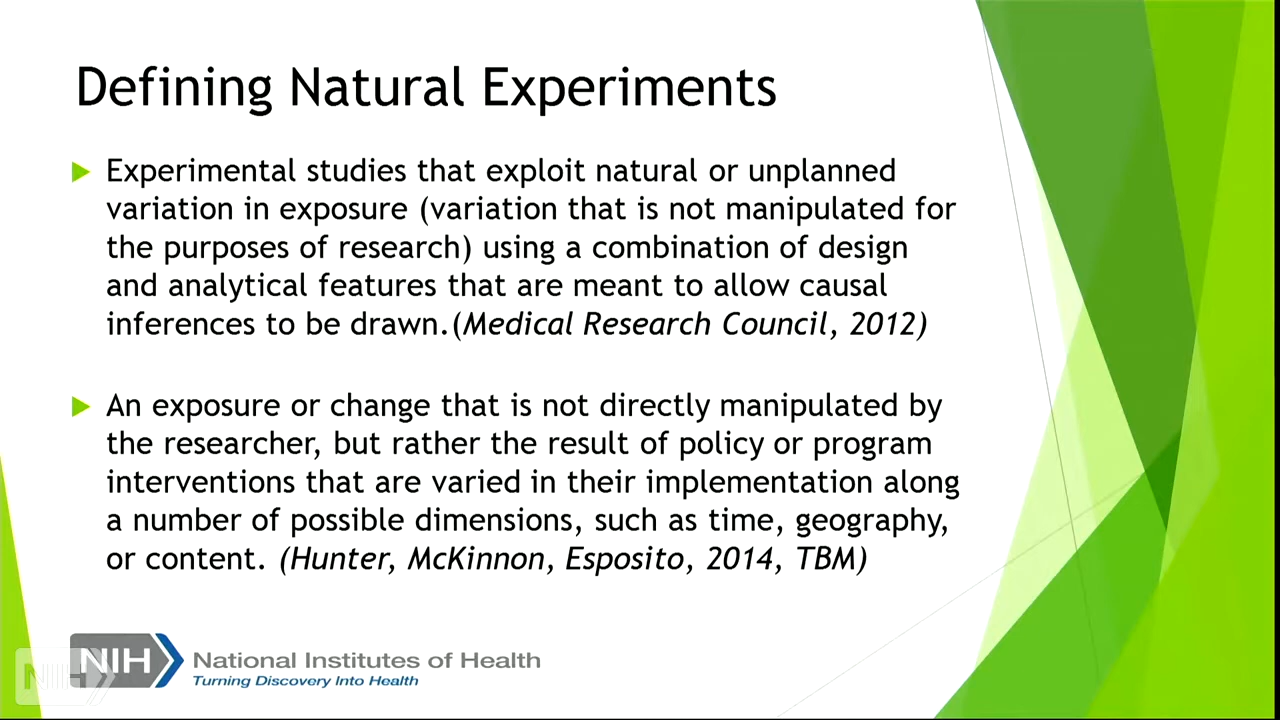 Defining Natural Experiments
Experimental studies that exploit natural or unplanned
variation in exposure (variation that is not manipulated for
the purposes of research) using a combination of design
and analytical features that are meant to allow causal
inferences to be drawn.(Medical Research Council, 2012)
An exposure or change that is not directly manipulated by
the researcher, but rather the result of policy or program
interventions that are varied in their implementation along
a number of possible dimensions, such as time, geography,
or content. (Hunter, McKinnon, Esposito, 2014, TBM)
NIH
National Institutes of Health
Turning Discovery Into Health
NIH